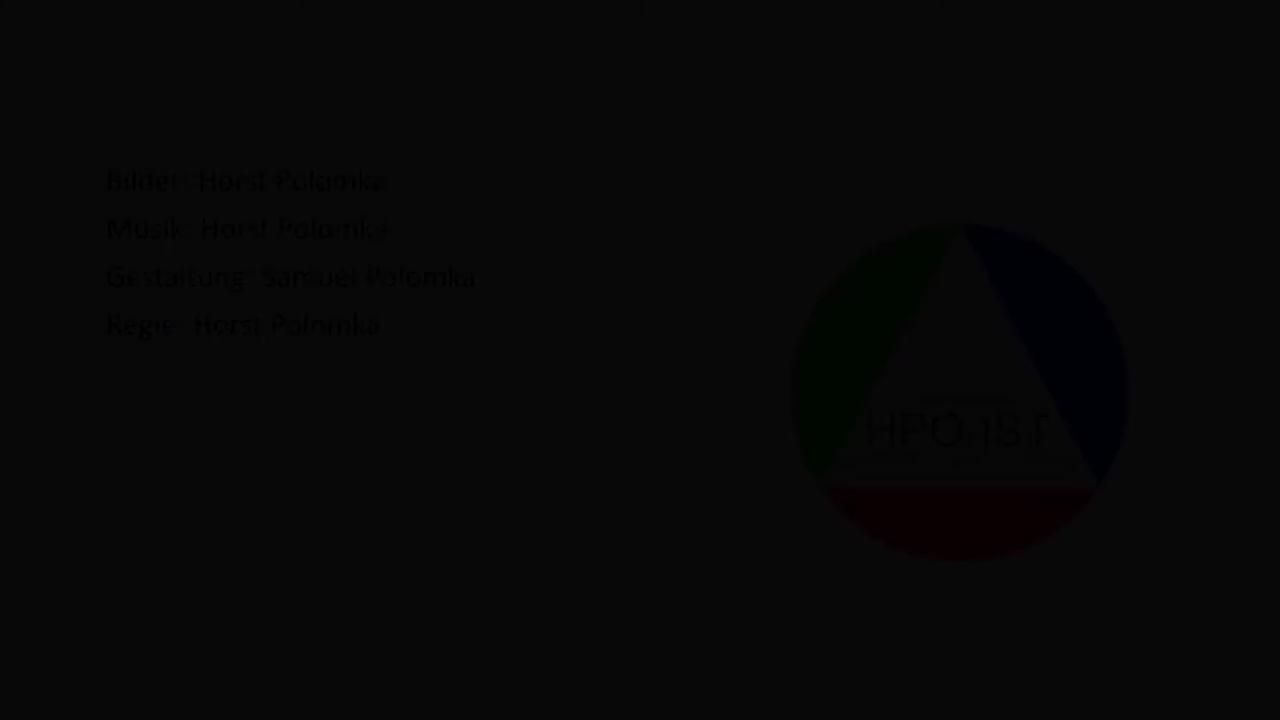 Bilder: Horst Polomka
Musik: Horst Polomka
Gestaltung: Samuel Polomka
Regie: Horst Polomka